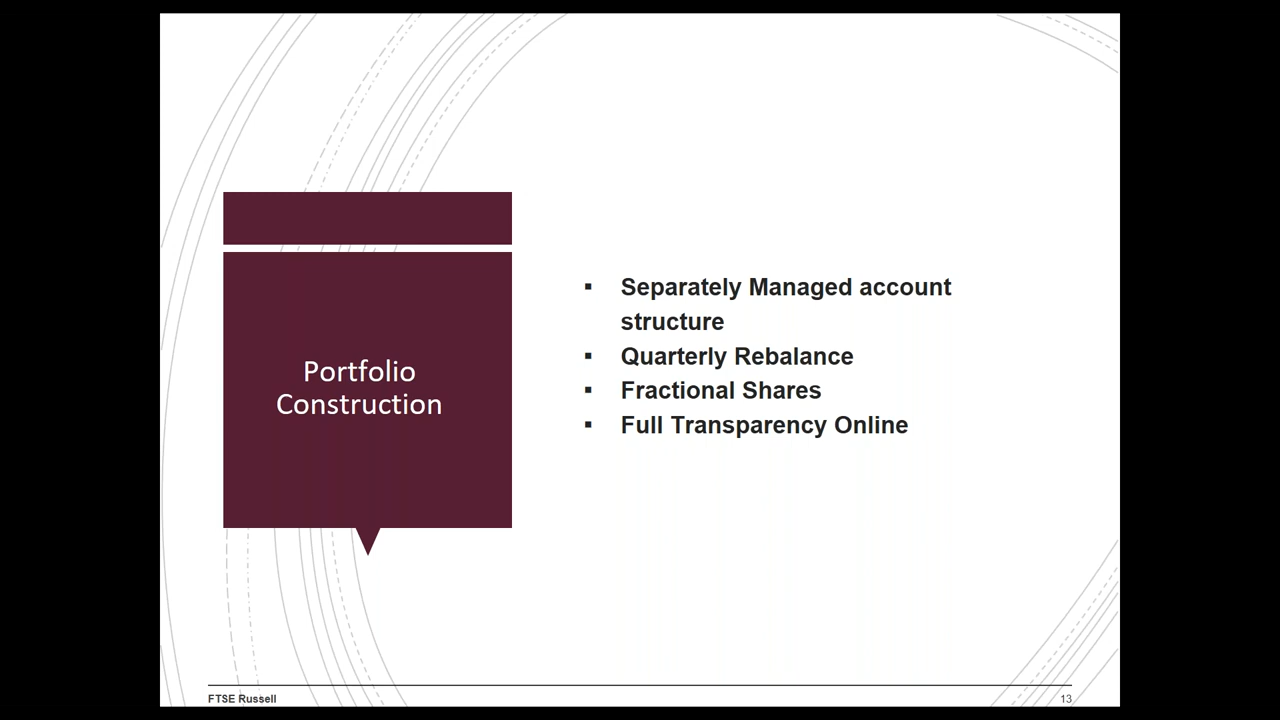 Portfolio
Construction
▪ Separately Managed account
structure
▪ Quarterly Rebalance
▪ Fractional Shares
▪ Full Transparency Online
FTSE Russell
13